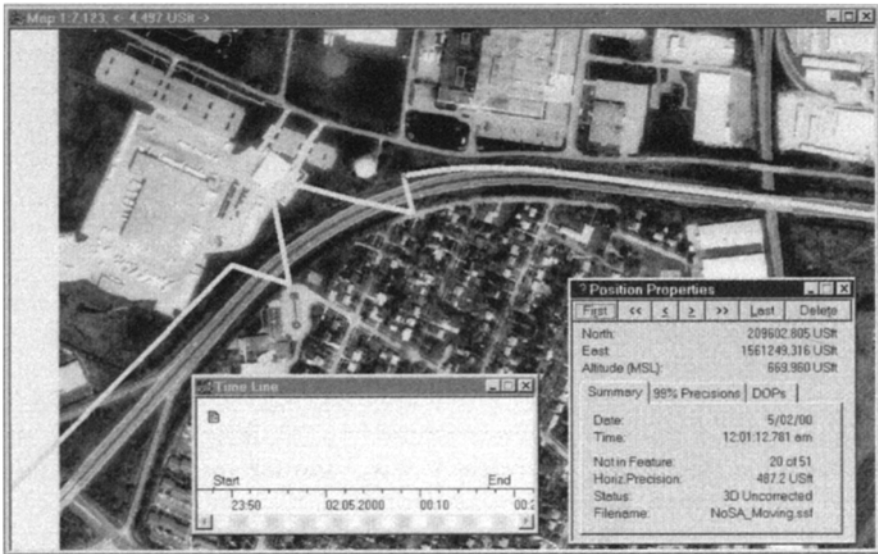 Map 1:7,123, <- 4,497 USft ->
? Position Properties
First << < > >> Last Delete
North: 209602.805 USft
East: 1561249.316 USft
Altitude (MSL): 669.960 USft
Summary 99% Precisions DOPs
Date: 5/02/00
Time: 12:01:12.781 am
Not in Feature: 20 of 51
Horiz. Precision: 487.2 USft
Status: 3D Uncorrected
Filename: NoSA_Moving.ssf
Time Line
Start End
23:50 02.05.2000 00:10 00:2